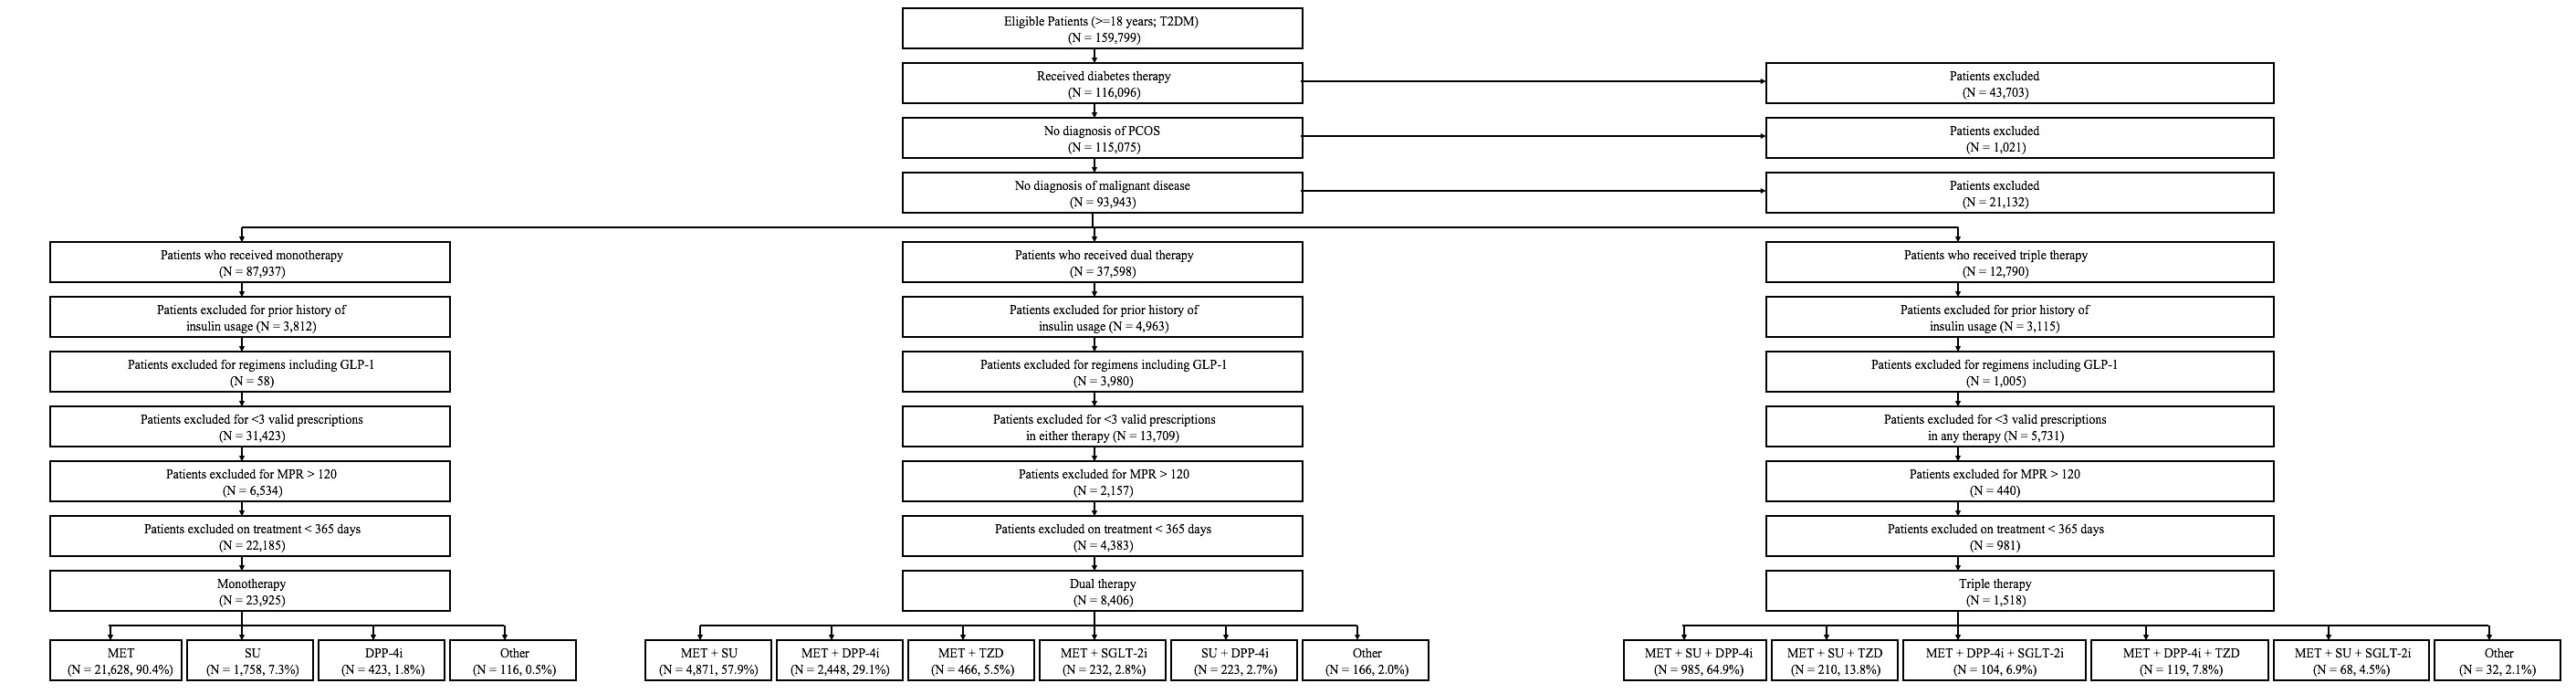 Eligible Patients (>=18 years; T2DM)
(N = 159,799)
Received diabetes therapy
(N = 116,096)
Patients excluded
(N = 43,703)
No diagnosis of PCOS
(N = 115,075)
Patients excluded
(N = 1,021)
No diagnosis of malignant disease
(N = 93,943)
Patients excluded
(N = 21,132)
Patients who received monotherapy
(N = 87,937)
Patients excluded for prior history of
insulin usage (N = 3,812)
Patients excluded for regimens including GLP-1
(N = 58)
Patients excluded for <3 valid prescriptions
(N = 31,423)
Patients excluded for MPR > 120
(N = 6,534)
Patients excluded on treatment < 365 days
(N = 22,185)
Monotherapy
(N = 23,925)
MET
(N = 21,628, 90.4%)
SU
(N = 1,758, 7.3%)
DPP-4i
(N = 423, 1.8%)
Other
(N = 116, 0.5%)
Patients who received dual therapy
(N = 37,598)
Patients excluded for prior history of
insulin usage (N = 4,963)
Patients excluded for regimens including GLP-1
(N = 3,980)
Patients excluded for <3 valid prescriptions
in either therapy (N = 13,709)
Patients excluded for MPR > 120
(N = 2,157)
Patients excluded on treatment < 365 days
(N = 4,383)
Dual therapy
(N = 8,406)
MET + SU
(N = 4,871, 57.9%)
MET + DPP-4i
(N = 2,448, 29.1%)
MET + TZD
(N = 466, 5.5%)
MET + SGLT-2i
(N = 232, 2.8%)
SU + DPP-4i
(N = 223, 2.7%)
Other
(N = 166, 2.0%)
Patients who received triple therapy
(N = 12,790)
Patients excluded for prior history of
insulin usage (N = 3,115)
Patients excluded for regimens including GLP-1
(N = 1,005)
Patients excluded for <3 valid prescriptions
in any therapy (N = 5,731)
Patients excluded for MPR > 120
(N = 440)
Patients excluded on treatment < 365 days
(N = 981)
Triple therapy
(N = 1,518)
MET + SU + DPP-4i
(N = 985, 64.9%)
MET + SU + TZD
(N = 210, 13.8%)
MET + DPP-4i + SGLT-2i
(N = 104, 6.9%)
MET + DPP-4i + TZD
(N = 119, 7.8%)
MET + SU + SGLT-2i
(N = 68, 4.5%)
Other
(N = 32, 2.1%)